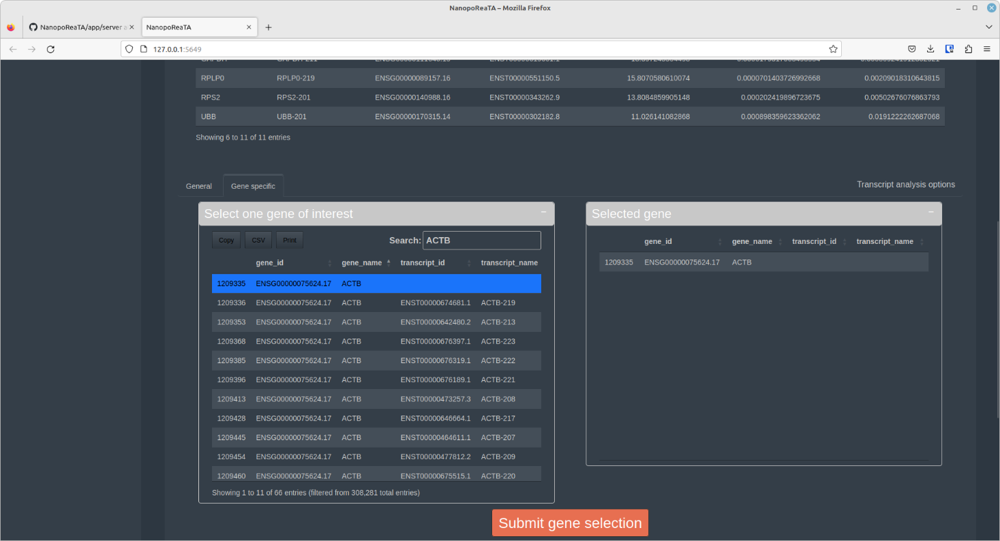 NanopoReaTA – Mozilla Firefox
NanopoReaTA/app/server a
NanopoReaTA
127.0.0.1:5649
RPLP0 RPLP0-219 ENSG00000089157.16 ENST00000551150.5 15.8070580610074 0.0000701403726992668 0.00209018310643815
RPS2 RPS2-201 ENSG00000140988.16 ENST00000343262.9 13.8084859905148 0.000202419896723675 0.00502676076863793
UBB UBB-201 ENSG00000170315.14 ENST00000302182.8 11.026141082868 0.000898359623362062 0.0191222262687068
Showing 6 to 11 of 11 entries
General Gene specific Transcript analysis options
Select one gene of interest
Copy CSV Print Search: ACTB
gene_id gene_name transcript_id transcript_name
1209335 ENSG00000075624.17 ACTB
1209336 ENSG00000075624.17 ACTB ENST00000674681.1 ACTB-219
1209353 ENSG00000075624.17 ACTB ENST00000642480.2 ACTB-213
1209368 ENSG00000075624.17 ACTB ENST00000676397.1 ACTB-223
1209385 ENSG00000075624.17 ACTB ENST00000676319.1 ACTB-222
1209396 ENSG00000075624.17 ACTB ENST00000676189.1 ACTB-221
1209413 ENSG00000075624.17 ACTB ENST00000473257.3 ACTB-208
1209428 ENSG00000075624.17 ACTB ENST00000646664.1 ACTB-217
1209445 ENSG00000075624.17 ACTB ENST00000464611.1 ACTB-207
1209454 ENSG00000075624.17 ACTB ENST00000477812.2 ACTB-209
1209460 ENSG00000075624.17 ACTB ENST00000675515.1 ACTB-220
Showing 1 to 11 of 66 entries (filtered from 308,281 total entries)
Selected gene
gene_id gene_name transcript_id transcript_name
1209335 ENSG00000075624.17 ACTB
Submit gene selection